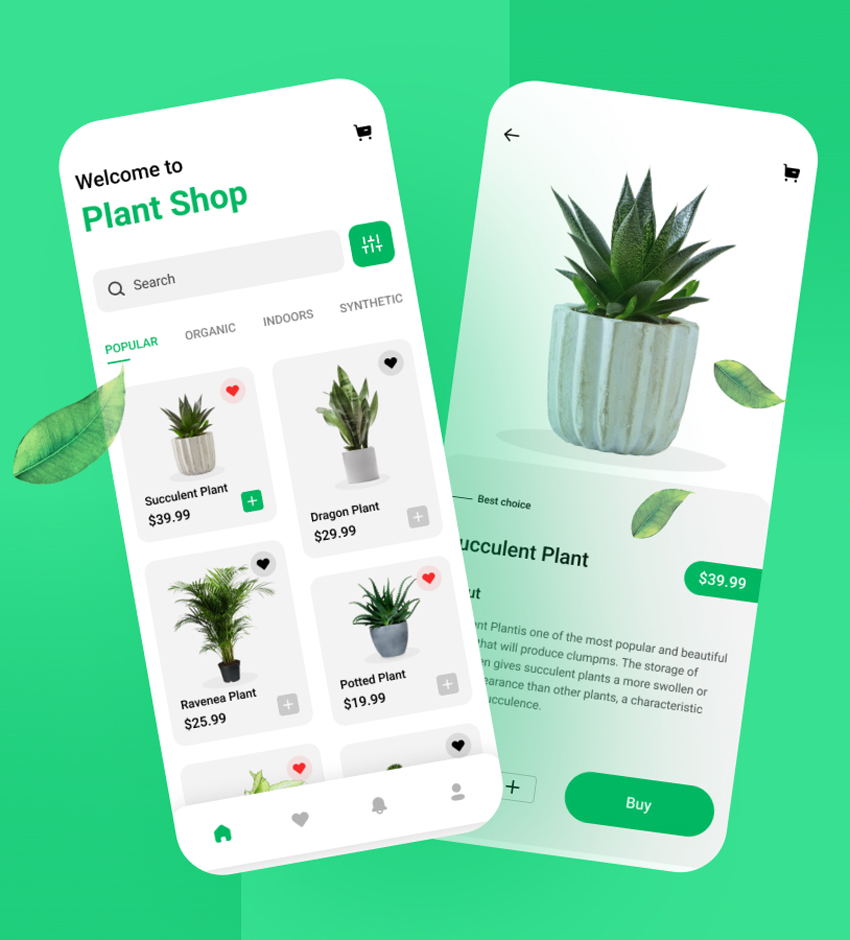 Welcome to
Plant Shop
Search
POPULAR ORGANIC INDOORS SYNTHETIC
Succulent Plant
$39.99
Dragon Plant
$29.99
Ravenea Plant
$25.99
Potted Plant
$19.99
Best choice
ucculent Plant
$39.99
ut
nt Plantis one of the most popular and beautiful
that will produce clumpms. The storage of
en gives succulent plants a more swollen or
earance than other plants, a characteristic
ucculence.
Buy